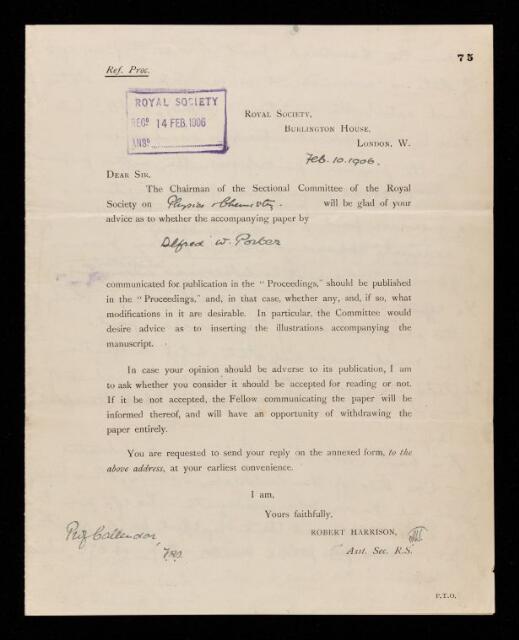 75
Ref. Proc.
ROYAL SOCIETY
REC^D 14 FEB. 1906
ANS^D
ROYAL SOCIETY,
BURLINGTON HOUSE,
LONDON, W.
Feb. 10. 1906.
DEAR SIR,
The Chairman of the Sectional Committee of the Royal
Society on Physics & Chemistry. will be glad of your
advice as to whether the accompanying paper by
Alfred W. Porter
communicated for publication in the "Proceedings," should be published
in the "Proceedings," and, in that case, whether any, and, if so, what
modifications in it are desirable. In particular, the Committee would
desire advice as to inserting the illustrations accompanying the
manuscript.
In case your opinion should be adverse to its publication, I am
to ask whether you consider it should be accepted for reading or not.
If it be not accepted, the Fellow communicating the paper will be
informed thereof, and will have an opportunity of withdrawing the
paper entirely.
You are requested to send your reply on the annexed form, to the
above address, at your earliest convenience.
I am,
Yours faithfully,
ROBERT HARRISON,
Asst. Sec. R.S.
Prof Callendar,
F.R.S.
P.T.O.